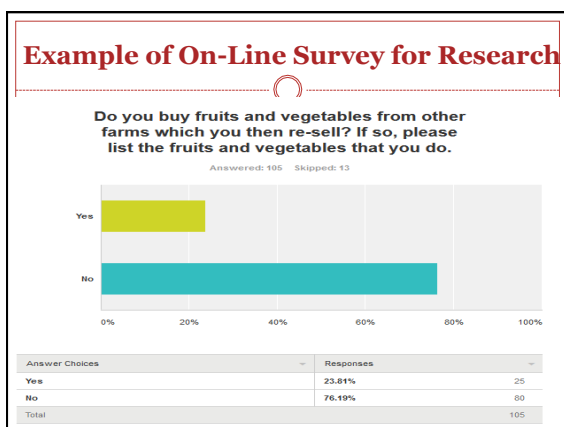 Example of On-Line Survey for Research
Do you buy fruits and vegetables from other
farms which you then re-sell? If so, please
list the fruits and vegetables that you do.
Answered: 105 Skipped: 13
Yes
No
0% 20% 40% 60% 80% 100%
Answer Choices Responses
Yes 23.81% 25
No 76.19% 80
Total 105